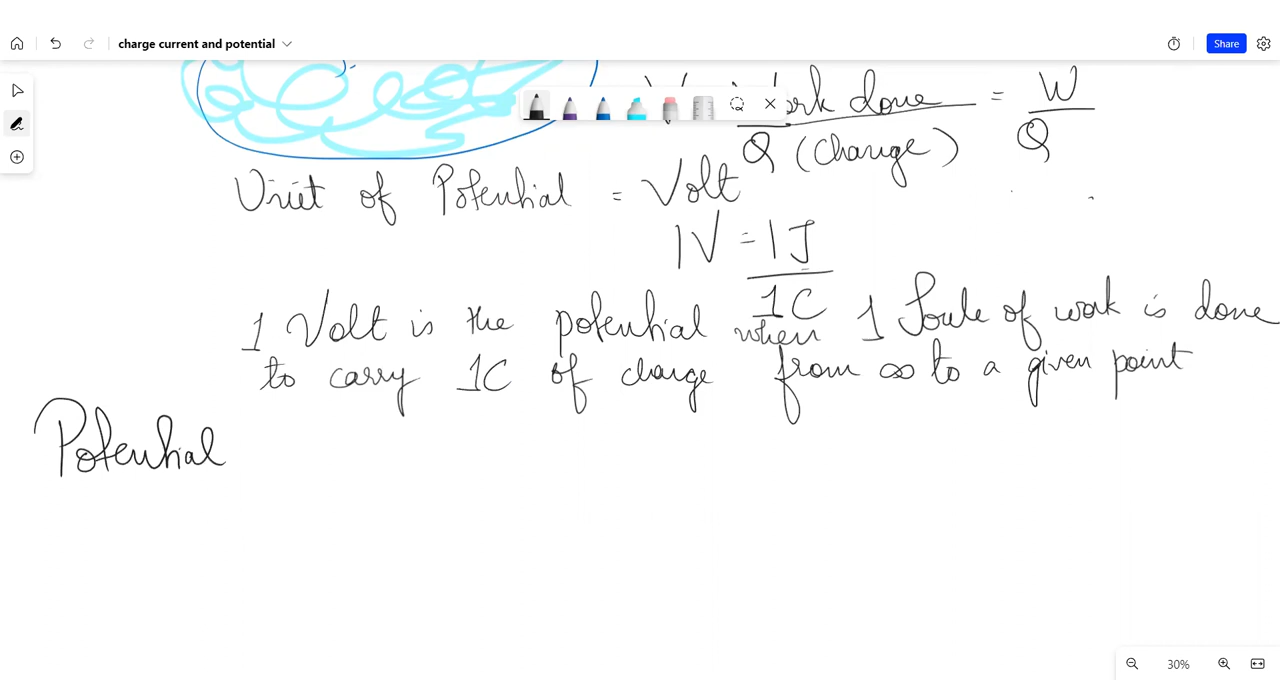 charge current and potential
Share
V = Work done = W
Q (Charge) Q
Unit of Potential = Volt
1V = 1J
1C
1 Volt is the potential when 1 Joule of work is done
to carry 1C of charge from ∞ to a given point
Potential
30%